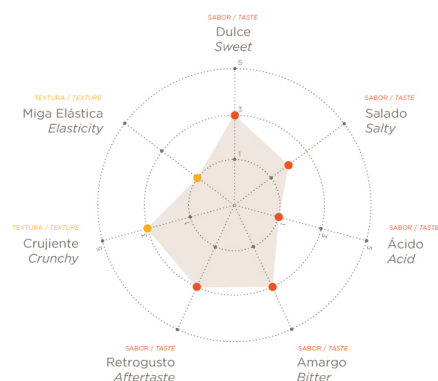 SABOR / TASTE
Dulce
Sweet
5
3
1
TEXTURA / TEXTURE
Miga Elástica
Elasticity
SABOR / TASTE
Salado
Salty
TEXTURA / TEXTURE
Crujiente
Crunchy
5
3
1
1
3
5
SABOR / TASTE
Ácido
Acid
SABOR / TASTE
Retrogusto
Aftertaste
SABOR / TASTE
Amargo
Bitter